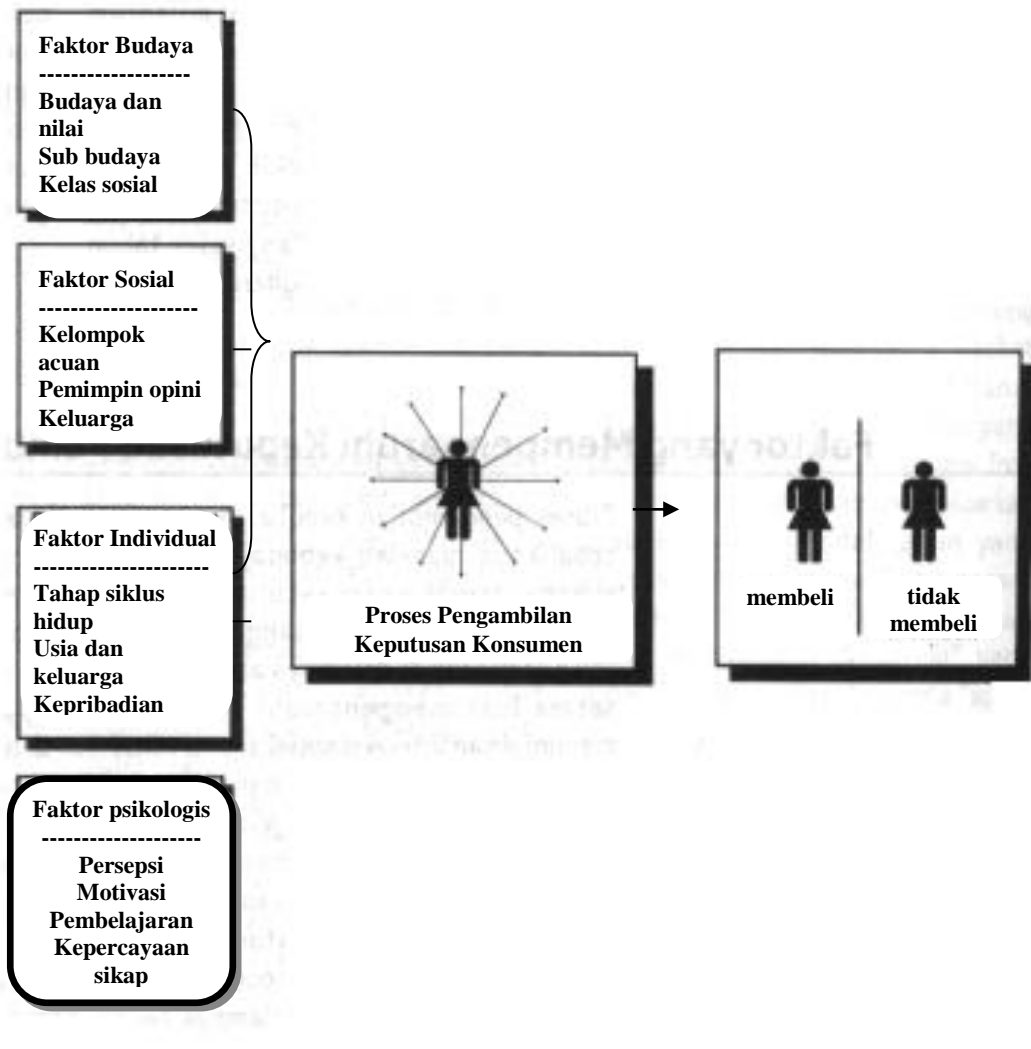 Faktor Budaya
-------------------
Budaya dan
nilai
Sub budaya
Kelas sosial
Faktor Sosial
--------------------
Kelompok
acuan
Pemimpin opini
Keluarga
Faktor Individual
----------------------
Tahap siklus
hidup
Usia dan
keluarga
Kepribadian
Faktor psikologis
--------------------
Persepsi
Motivasi
Pembelajaran
Kepercayaan
sikap
Proses Pengambilan
Keputusan Konsumen
membeli
tidak
membeli